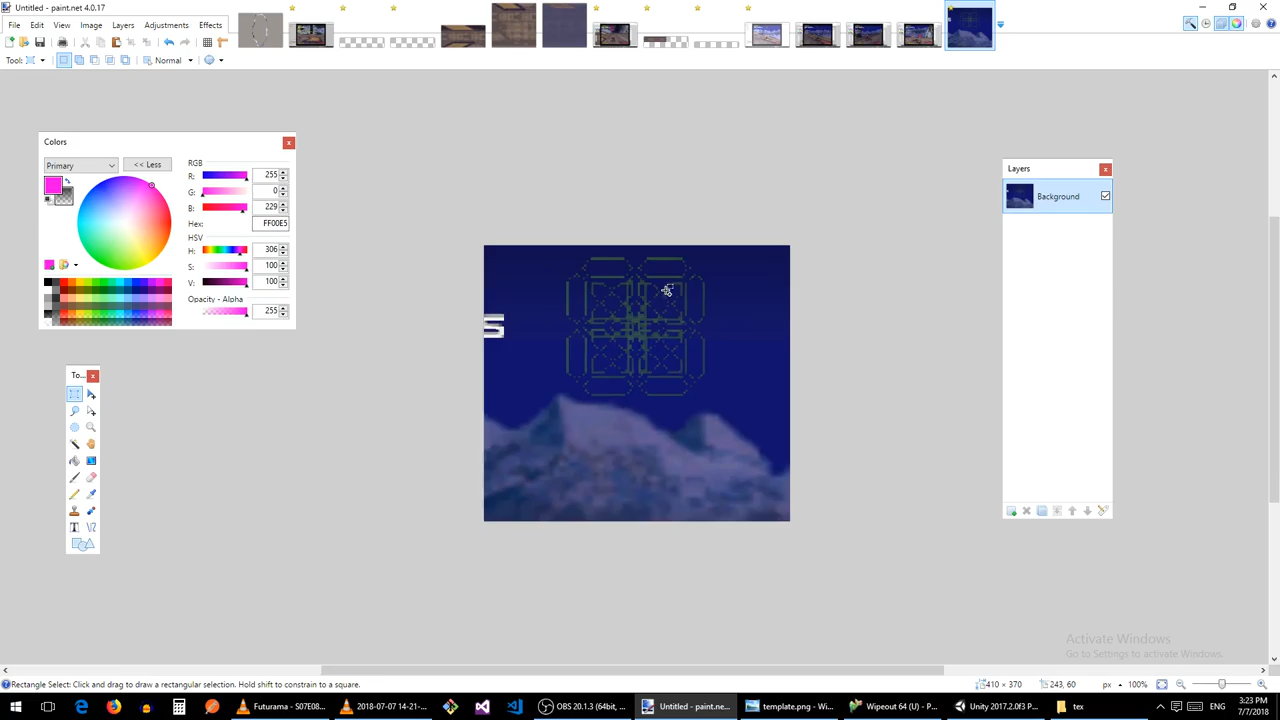 Untitled - paint.net 4.0.17
File Edit View Image Layers Adjustments Effects
Tool: Normal
Colors
Primary << Less
RGB
R: 255
G: 0
B: 229
Hex: FF00E5
HSV
H: 306
S: 100
V: 100
Opacity - Alpha
255
To...
Layers
Background
S
Activate Windows
Go to Settings to activate Windows.
Rectangle Select: Click and drag to draw a rectangular selection. Hold shift to constrain to a square.
410 × 370 243, 60 px 100%
Futurama - S07E08...
2018-07-07 14-21-...
OBS 20.1.3 (64bit, ...
Untitled - paint.ne...
template.png - Wi...
Wipeout 64 (U) - P...
Unity 2017.2.0f3 P...
tex
ENG
3:23 PM
7/7/2018